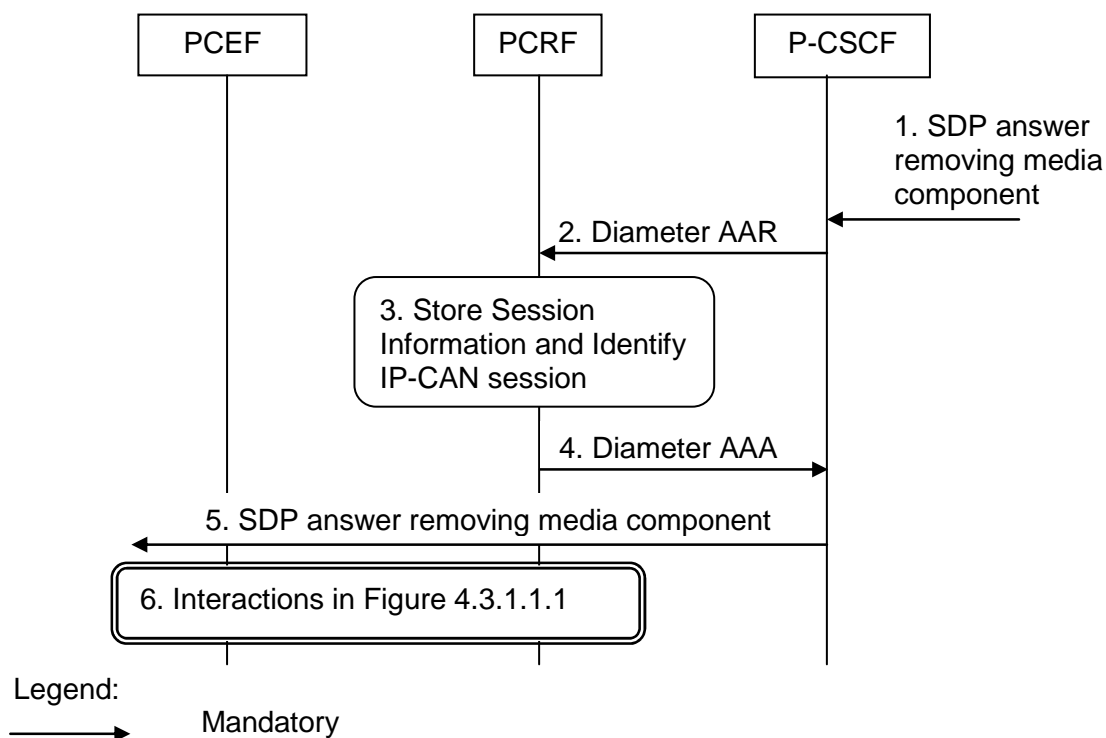 PCEF
PCRF
P-CSCF
1. SDP answer
removing media
component
2. Diameter AAR
3. Store Session
Information and Identify
IP-CAN session
4. Diameter AAA
5. SDP answer removing media component
6. Interactions in Figure 4.3.1.1.1
Legend:
Mandatory